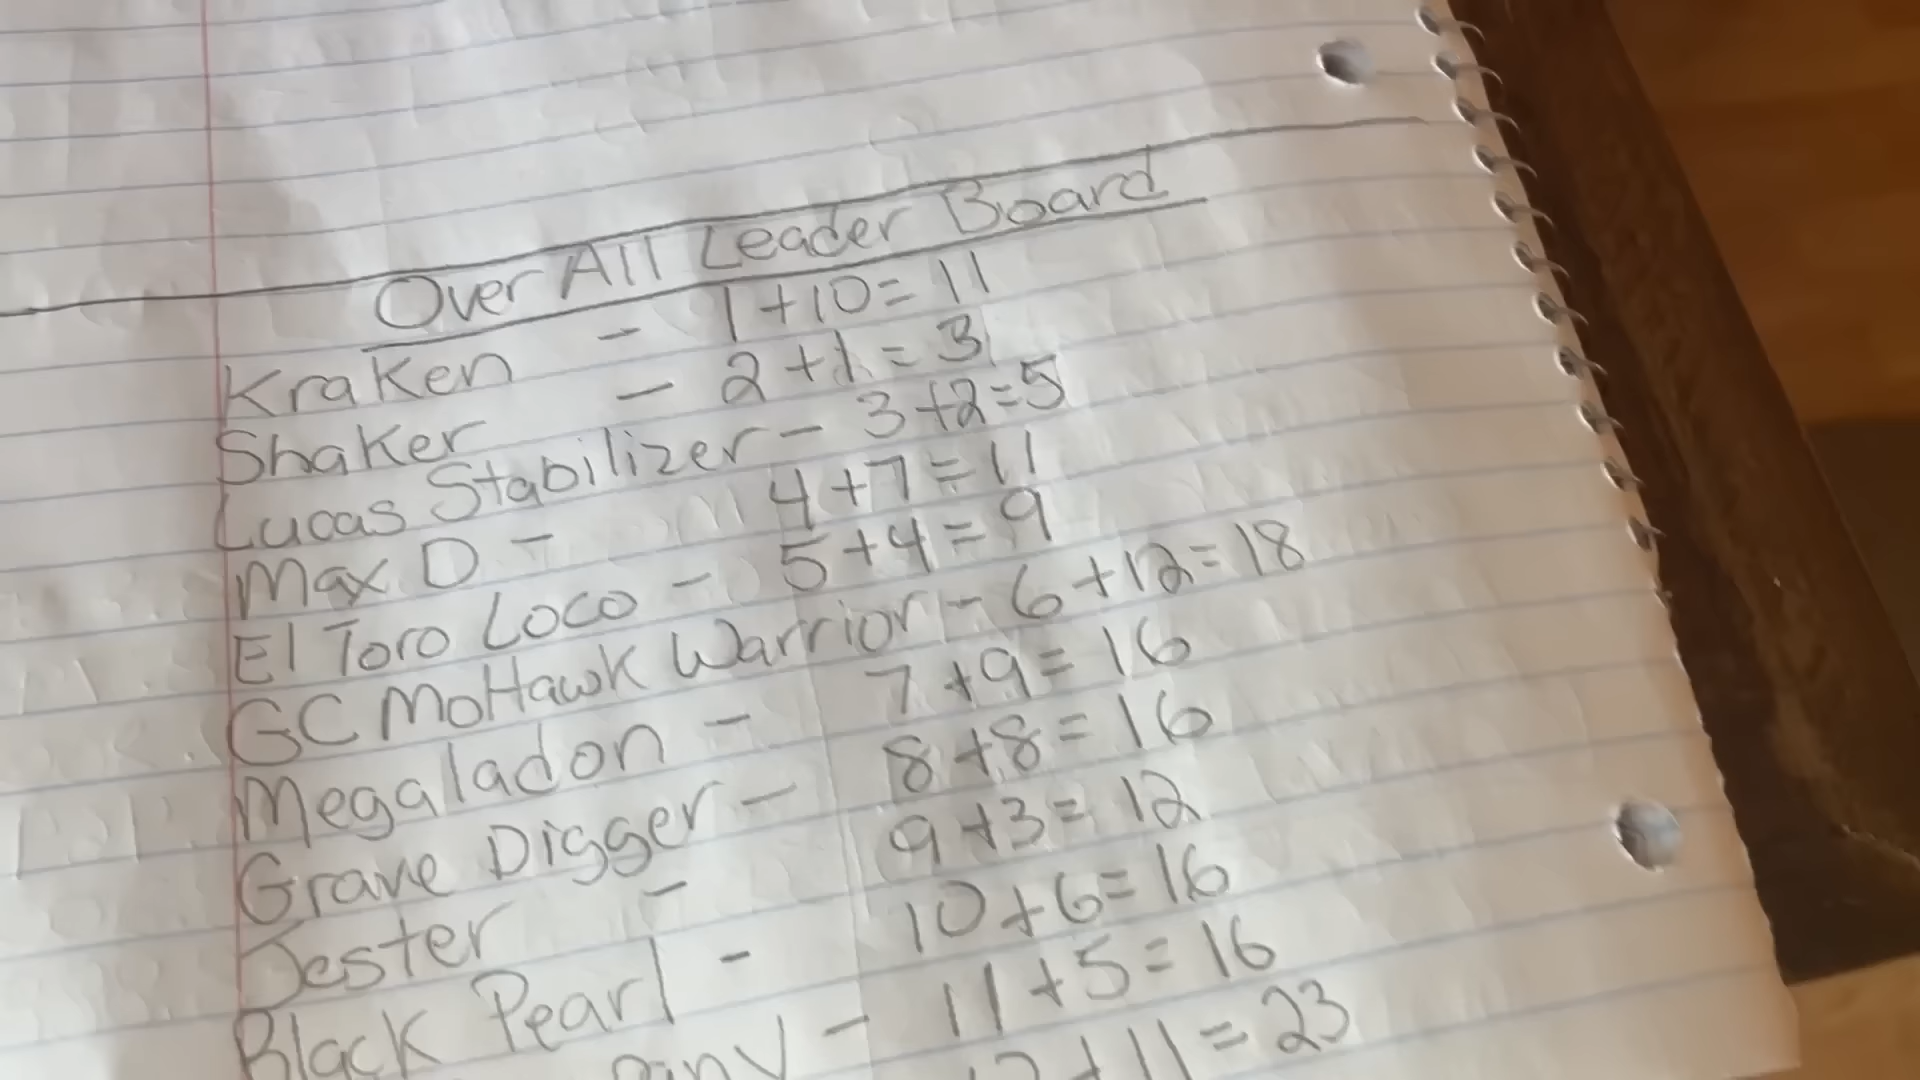 Over All Leader Board
Kraken - 1+10=11
Shaker - 2+1=3
Lucas Stabilizer - 3+2=5
Max D - 4+7=11
El Toro Loco - 5+4=9
GC MoHawk Warrior - 6+12=18
Megaladon - 7+9=16
Grave Digger - 8+8=16
Jester - 9+3=12
Black Pearl - 10+6=16
- 11+5=16
+11=23